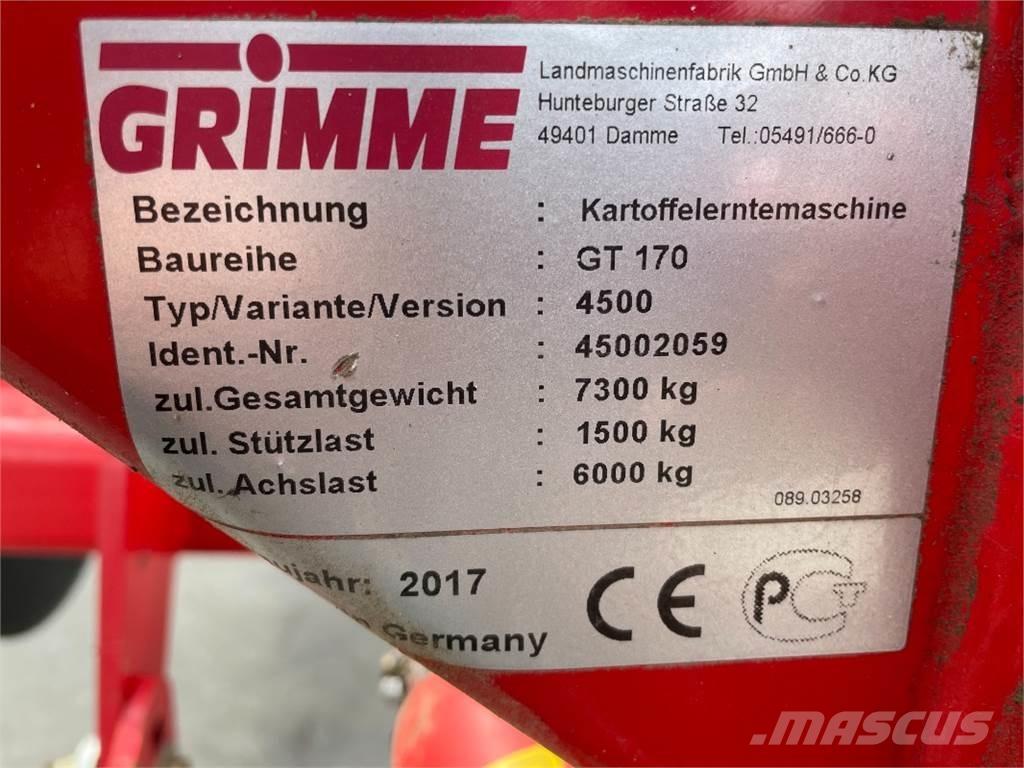 GRIMME
Landmaschinenfabrik GmbH & Co.KG
Hunteburger Straße 32
49401 Damme Tel.:05491/666-0
Bezeichnung : Kartoffelerntemaschine
Baureihe : GT 170
Typ/Variante/Version : 4500
Ident.-Nr. : 45002059
zul.Gesamtgewicht : 7300 kg
zul. Stützlast : 1500 kg
zul. Achslast : 6000 kg
089.03258
ujahr: 2017
Germany
CE
PCT
MASCUS